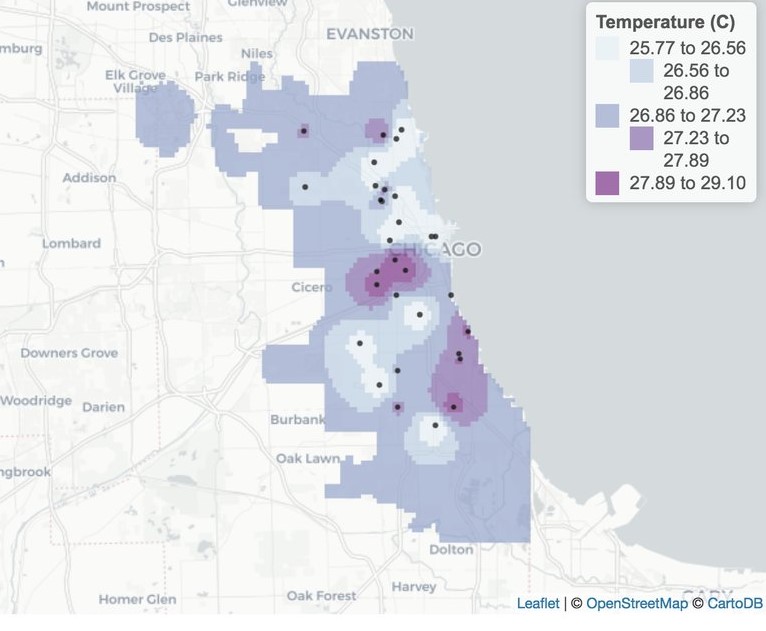 Mount Prospect
Glenview
EVANSTON
Des Plaines
Niles
Elk Grove
Village
Park Ridge
Addison
Lombard
CHICAGO
Cicero
Downers Grove
Woodridge
Darien
Burbank
Oak Lawn
ngbrook
Dolton
Harvey
Oak Forest
Homer Glen
GARY
Temperature (C)
25.77 to 26.56
26.56 to
26.86
26.86 to 27.23
27.23 to
27.89
27.89 to 29.10
Leaflet | © OpenStreetMap © CartoDB